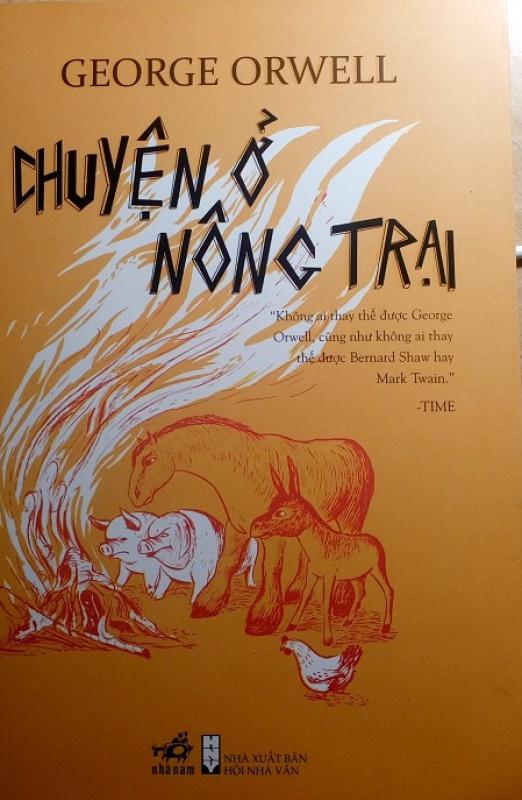 GEORGE ORWELL
CHUYỆN Ở
NÔNG TRẠI
"Không ai thay thế được George
Orwell, cũng như không ai thay
thế được Bernard Shaw hay
Mark Twain."
-TIME
nhã nam
NHÀ XUẤT BẢN
HỘI NHÀ VĂN